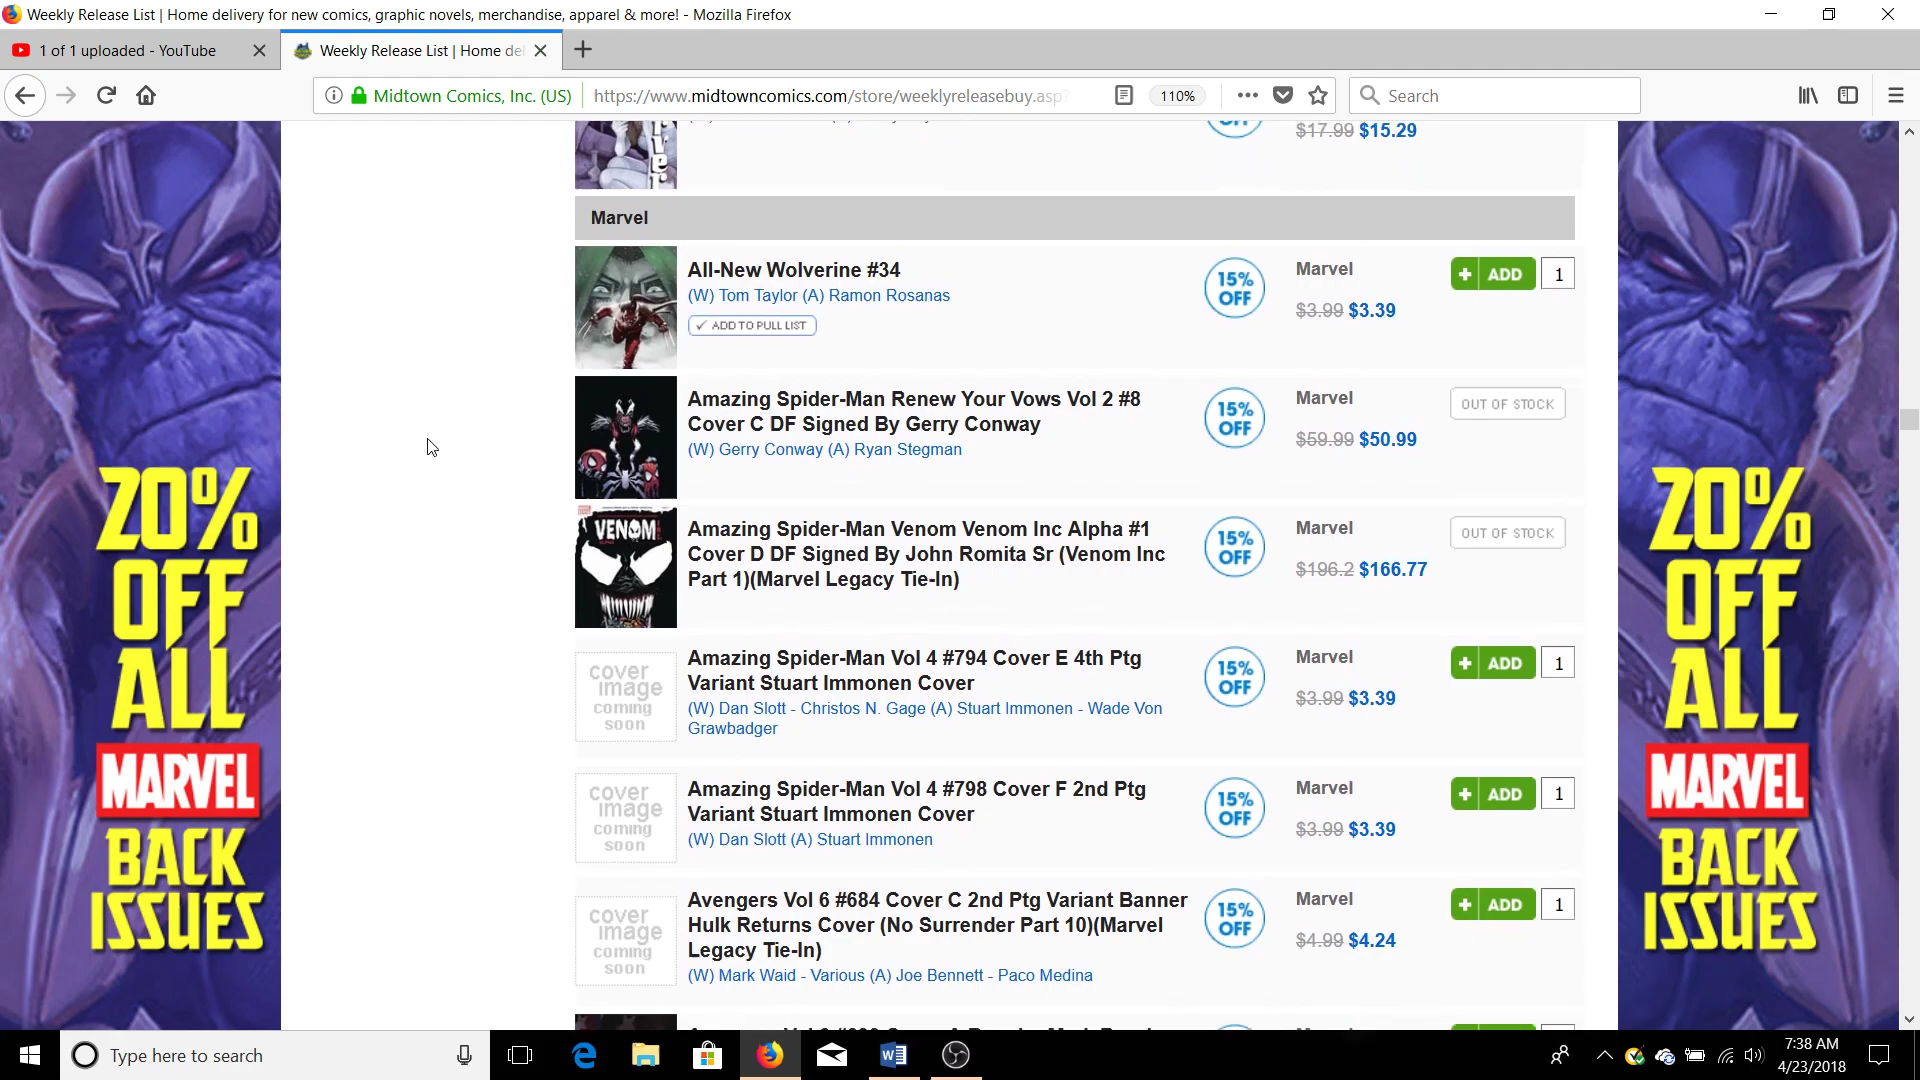 Weekly Release List | Home delivery for new comics, graphic novels, merchandise, apparel & more! - Mozilla Firefox
1 of 1 uploaded - YouTube
Weekly Release List | Home del
Midtown Comics, Inc. (US)
https://www.midtowncomics.com/store/weeklyreleasebuy.asp?
110%
Search
$17.99 $15.29
Marvel
All-New Wolverine #34
(W) Tom Taylor (A) Ramon Rosanas
ADD TO PULL LIST
15%
OFF
Marvel
$3.99 $3.39
+ ADD 1
Amazing Spider-Man Renew Your Vows Vol 2 #8
Cover C DF Signed By Gerry Conway
(W) Gerry Conway (A) Ryan Stegman
15%
OFF
Marvel
$59.99 $50.99
OUT OF STOCK
VENOM
Amazing Spider-Man Venom Venom Inc Alpha #1
Cover D DF Signed By John Romita Sr (Venom Inc
Part 1)(Marvel Legacy Tie-In)
15%
OFF
Marvel
$196.2 $166.77
OUT OF STOCK
cover
image
coming
soon
Amazing Spider-Man Vol 4 #794 Cover E 4th Ptg
Variant Stuart Immonen Cover
(W) Dan Slott - Christos N. Gage (A) Stuart Immonen - Wade Von
Grawbadger
15%
OFF
Marvel
$3.99 $3.39
+ ADD 1
cover
image
coming
soon
Amazing Spider-Man Vol 4 #798 Cover F 2nd Ptg
Variant Stuart Immonen Cover
(W) Dan Slott (A) Stuart Immonen
15%
OFF
Marvel
$3.99 $3.39
+ ADD 1
cover
image
coming
soon
Avengers Vol 6 #684 Cover C 2nd Ptg Variant Banner
Hulk Returns Cover (No Surrender Part 10)(Marvel
Legacy Tie-In)
(W) Mark Waid - Various (A) Joe Bennett - Paco Medina
15%
OFF
Marvel
$4.99 $4.24
+ ADD 1
20%
OFF
ALL
MARVEL
BACK
ISSUES
20%
OFF
ALL
MARVEL
BACK
ISSUES
Type here to search
7:38 AM
4/23/2018